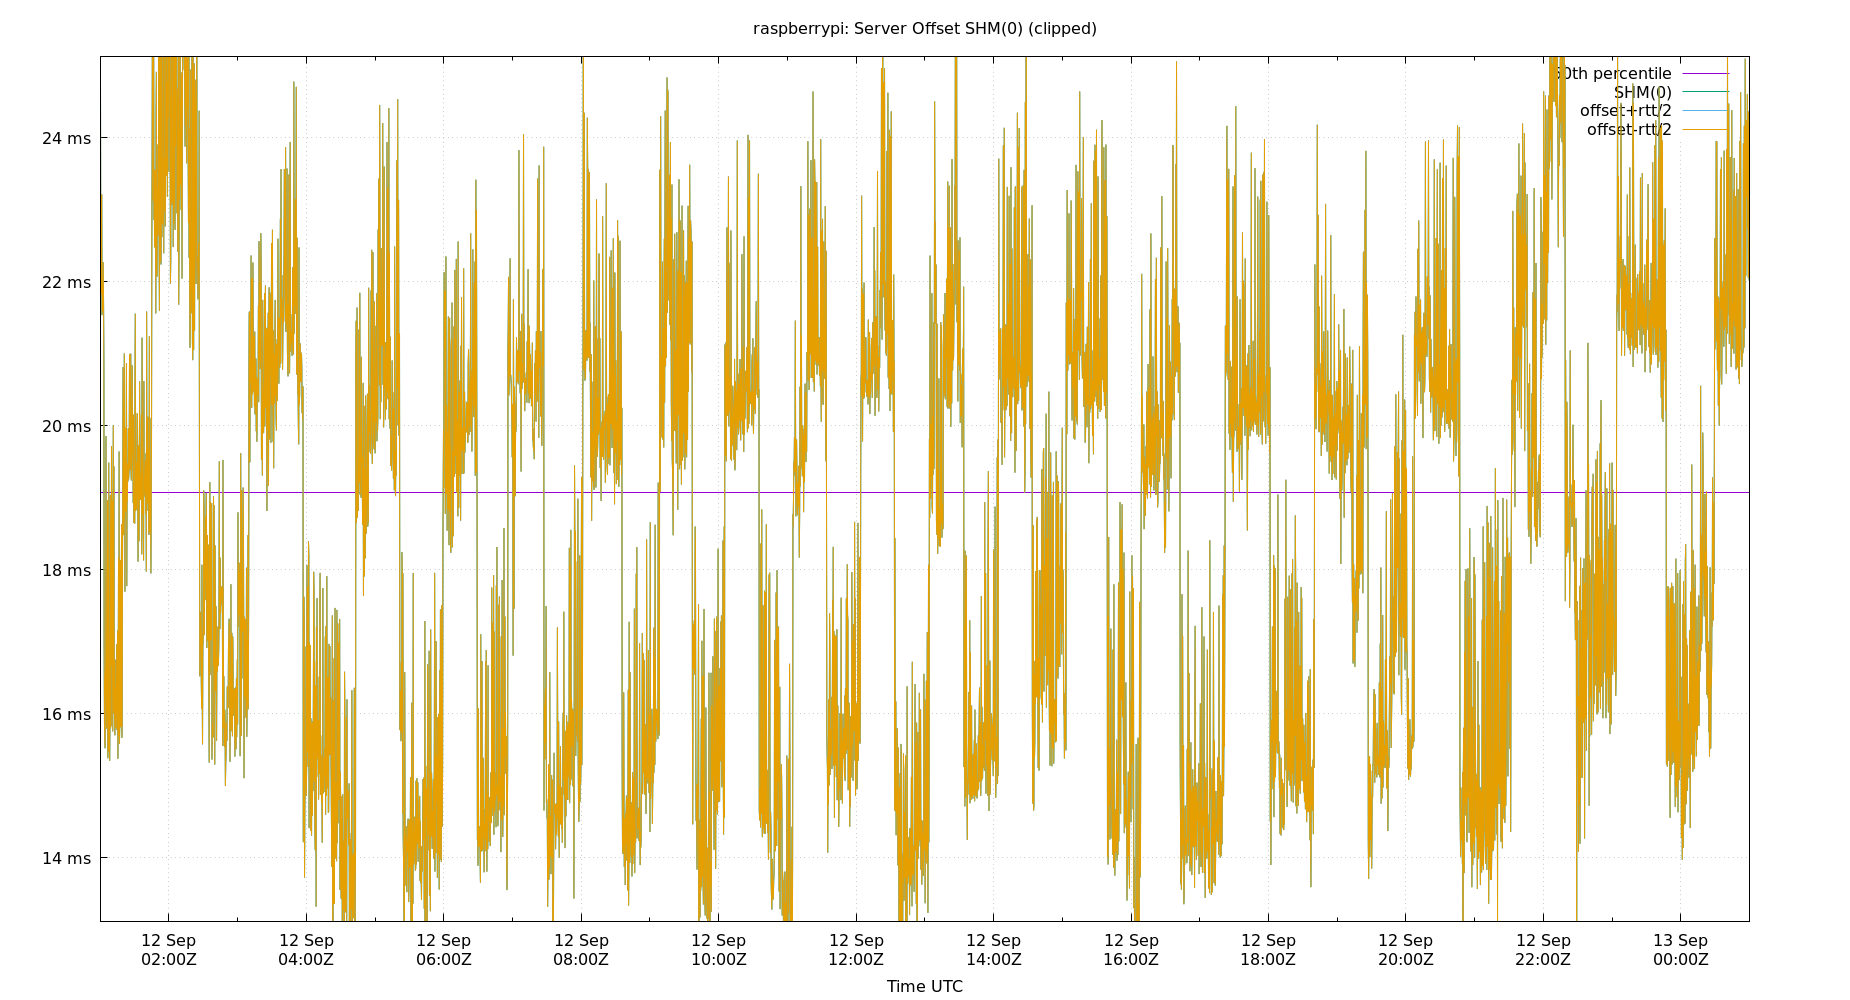 raspberrypi: Server Offset SHM(0) (clipped)
50th percentile
SHM(0)
offset+rtt/2
offset-rtt/2
24 ms
22 ms
20 ms
18 ms
16 ms
14 ms
12 Sep 12 Sep 12 Sep 12 Sep 12 Sep 12 Sep 12 Sep 12 Sep 12 Sep 12 Sep 12 Sep 13 Sep
02:00Z 04:00Z 06:00Z 08:00Z 10:00Z 12:00Z 14:00Z 16:00Z 18:00Z 20:00Z 22:00Z 00:00Z
Time UTC